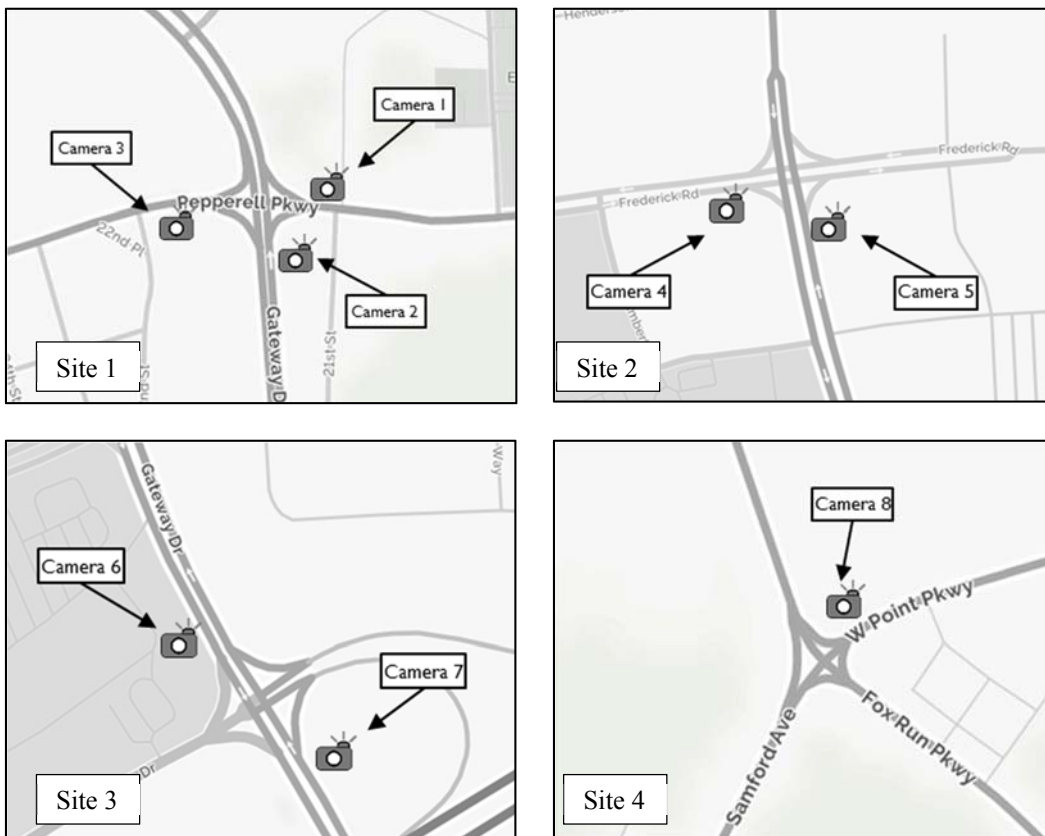 Camera 1
Camera 3
Pepperell Pkwy
22nd Pl
Camera 2
Gateway D
21st St
Site 1
Frederick Rd
Frederick Rd
Camera 4
Camera 5
Site 2
Gateway Dr
Way
Camera 6
Camera 7
Dr
Site 3
Camera 8
W Point Pkwy
Fox Run Pkwy
Samford Ave
Site 4